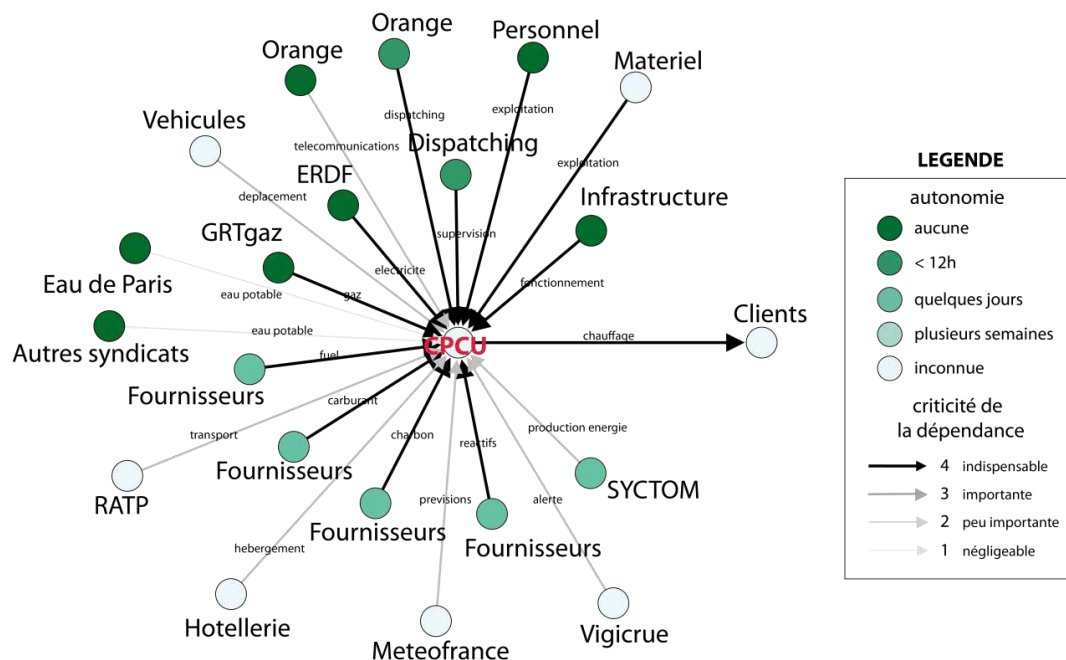 Orange
Orange
Personnel
Materiel
dispatching
exploitation
Vehicules
telecommunications
Dispatching
ERDF
exploitation
deplacement
Infrastructure
GRTgaz
supervision
electricite
fonctionnement
Eau de Paris
eau potable
gaz
Clients
eau potable
chauffage
Autres syndicats
fuel
CPCU
Fournisseurs
carburant
transport
charbon
reactifs
production energie
Fournisseurs
RATP
SYCTOM
previsions
alerte
Fournisseurs
Fournisseurs
hebergement
Hotellerie
Meteofrance
Vigicrue
LEGENDE
autonomie
aucune
< 12h
quelques jours
plusieurs semaines
inconnue
criticité de
la dépendance
4 indispensable
3 importante
2 peu importante
1 négligeable